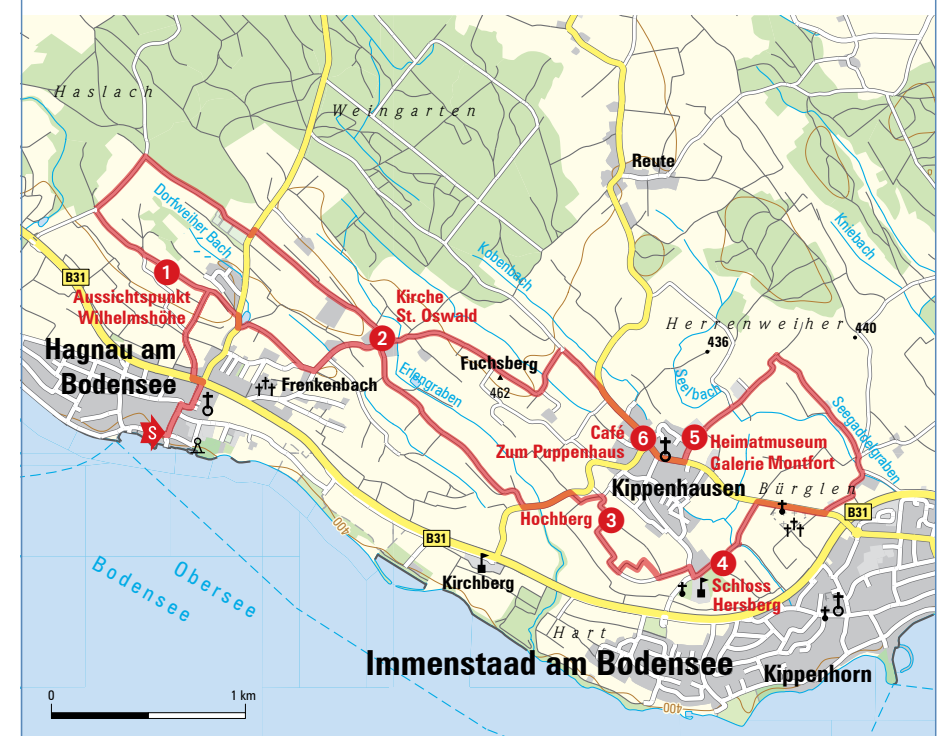 Haslach
Weingarten
Reute
Dorfweiher Bach
Kniebach
Kobenbach
B31
1
Aussichtspunkt
Wilhelmshöhe
Kirche
St. Oswald
2
Herrenweiher
440
436
Hagnau am
Bodensee
Fuchsberg
462
Frenkenbach
Erlengraben
Seelbach
Seegaddelgraben
S
Café
Zum Puppenhaus
6
5
Heimatmuseum
Galerie Montfort
Kippenhausen
Bürglen
Hochberg
3
B31
400
B31
4
Schloss
Hersberg
Kirchberg
Obersee
Bodensee
Hart
Immenstaad am Bodensee
Kippenhorn
0
1 km
400